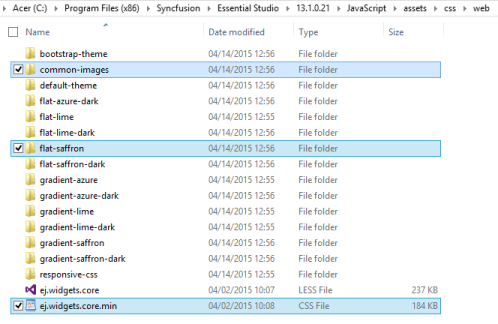 Acer (C:) ▸ Program Files (x86) ▸ Syncfusion ▸ Essential Studio ▸ 13.1.0.21 ▸ JavaScript ▸ assets ▸ css ▸ web
Name Date modified Type Size
bootstrap-theme 04/14/2015 12:56 File folder
common-images 04/14/2015 12:56 File folder
default-theme 04/14/2015 12:56 File folder
flat-azure-dark 04/14/2015 12:56 File folder
flat-lime 04/14/2015 12:55 File folder
flat-lime-dark 04/14/2015 12:56 File folder
flat-saffron 04/14/2015 12:56 File folder
flat-saffron-dark 04/14/2015 12:56 File folder
gradient-azure 04/14/2015 12:55 File folder
gradient-azure-dark 04/14/2015 12:56 File folder
gradient-lime 04/14/2015 12:55 File folder
gradient-lime-dark 04/14/2015 12:55 File folder
gradient-saffron 04/14/2015 12:56 File folder
gradient-saffron-dark 04/14/2015 12:56 File folder
responsive-css 04/14/2015 12:55 File folder
ej.widgets.core 04/02/2015 10:07 LESS File 237 KB
ej.widgets.core.min 04/02/2015 10:08 CSS File 184 KB